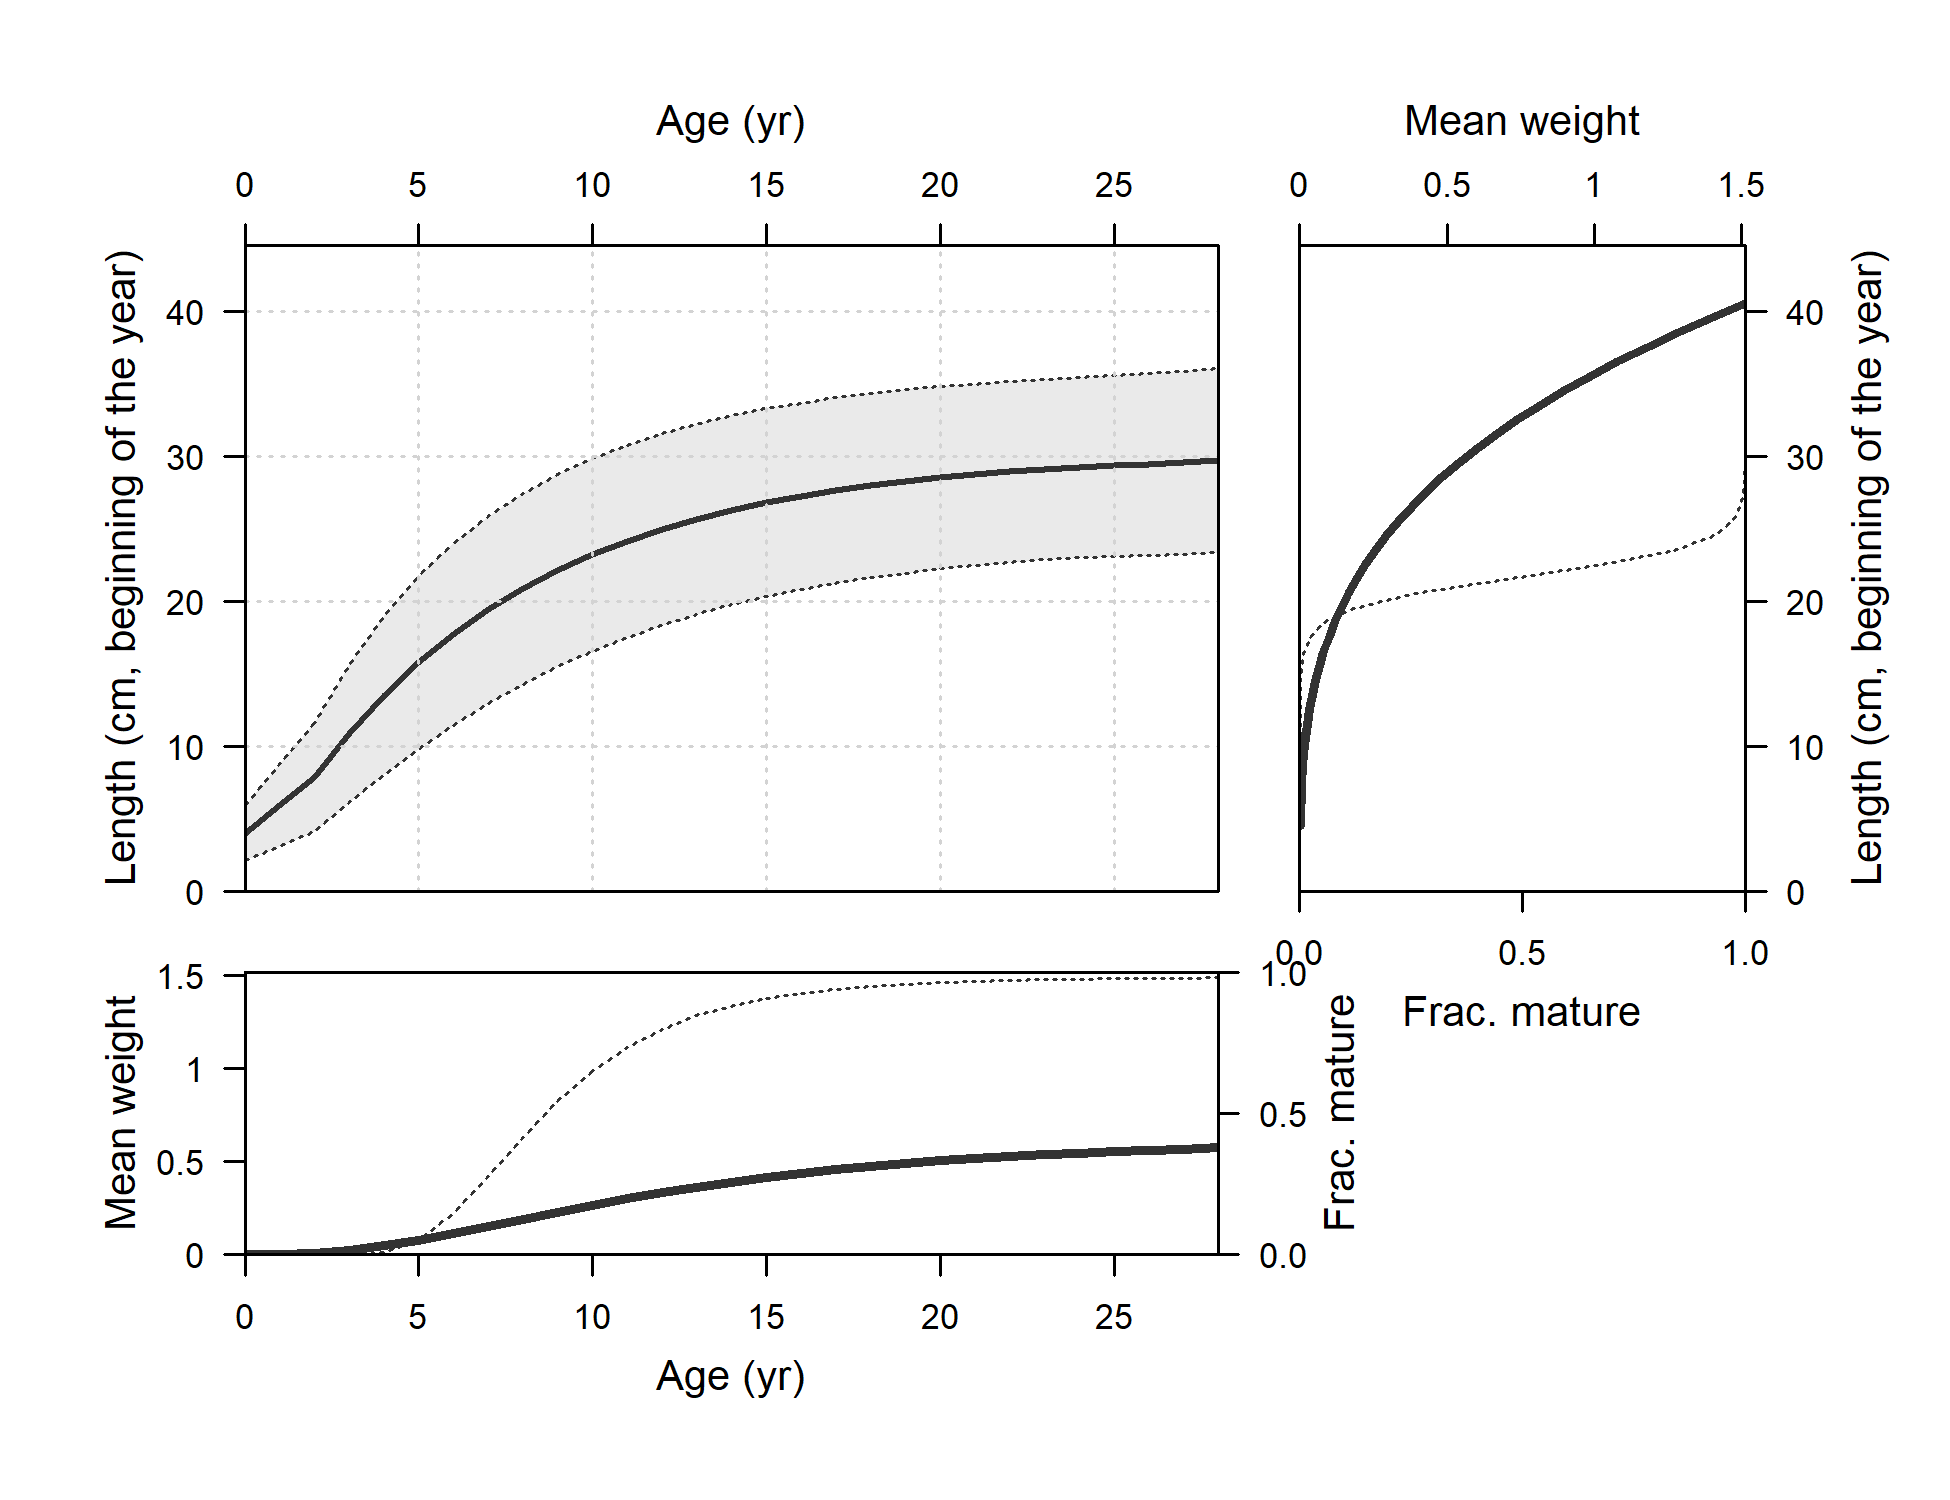 Age (yr)
0 5 10 15 20 25
Length (cm, beginning of the year)
40
30
20
10
0
Mean weight
0 0.5 1 1.5
Length (cm, beginning of the year)
40
30
20
10
0
0.0 0.5 1.0
Frac. mature
Mean weight
1.5
1
0.5
0
1.0
0.5
0.0
Frac. mature
0 5 10 15 20 25
Age (yr)